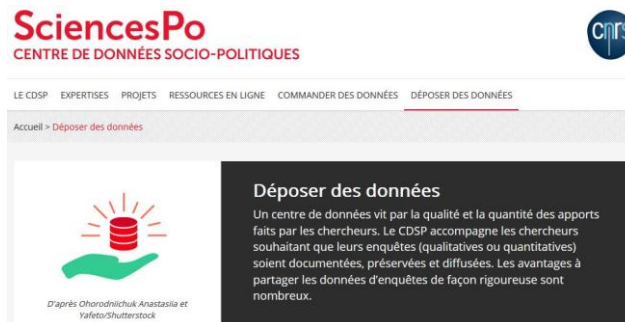 SciencesPo
CENTRE DE DONNÉES SOCIO-POLITIQUES
cnrs
LE CDSP EXPERTISES PROJETS RESSOURCES EN LIGNE COMMANDER DES DONNÉES DÉPOSER DES DONNÉES
Accueil > Déposer des données
Déposer des données
Un centre de données vit par la qualité et la quantité des apports
faits par les chercheurs. Le CDSP accompagne les chercheurs
souhaitant que leurs enquêtes (qualitatives ou quantitatives)
soient documentées, préservées et diffusées. Les avantages à
partager les données d'enquêtes de façon rigoureuse sont
nombreux.
D'après Ohorodniichuk Anastasiia et
Yafeto/Shutterstock